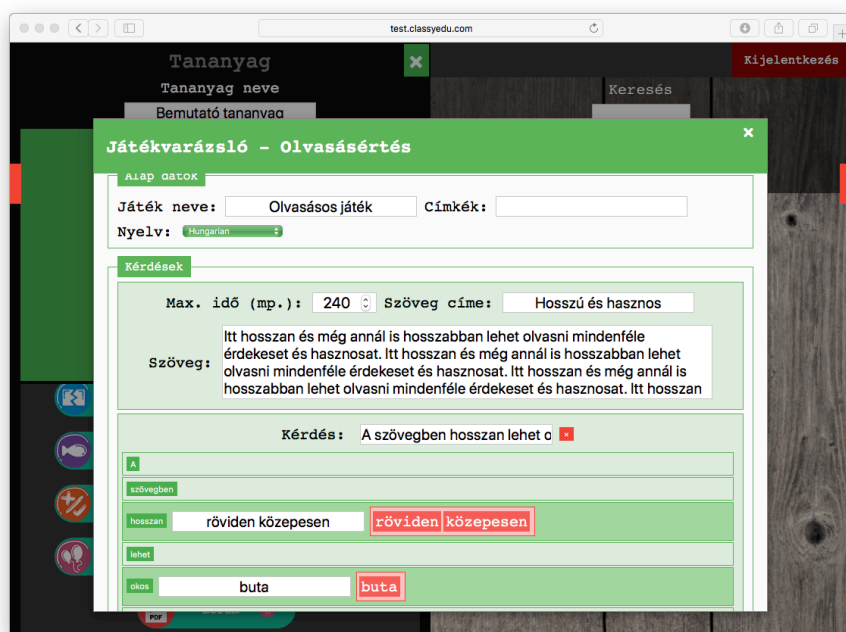 test.classyedu.com
Tananyag
Kijelentkezés
Tananyag neve
Keresés
Bemutató tananyag
Játékvarázsló - Olvasásértés
Alap adatok
Játék neve: Olvasásos játék Címkék:
Nyelv: Hungarian
Kérdések
Max. idő (mp.): 240 Szöveg címe: Hosszú és hasznos
Szöveg:
Itt hosszan és még annál is hosszabban lehet olvasni mindenféle
érdekeset és hasznosat. Itt hosszan és még annál is hosszabban lehet
olvasni mindenféle érdekeset és hasznosat. Itt hosszan és még annál is
hosszabban lehet olvasni mindenféle érdekeset és hasznosat. Itt hosszan
Kérdés: A szövegben hosszan lehet o
A
szövegben
hosszan röviden közepesen röviden közepesen
lehet
okos buta buta
PDF